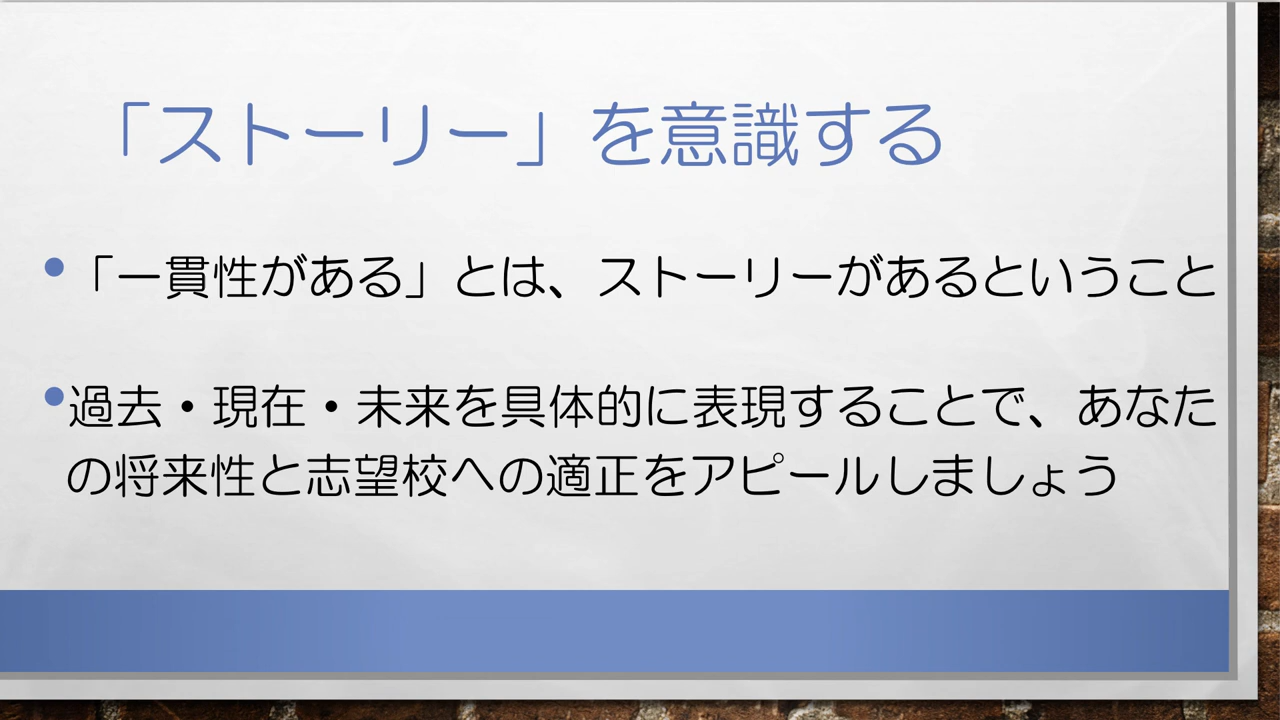 「ストーリー」を意識する
•「一貫性がある」とは、ストーリーがあるということ
•過去・現在・未来を具体的に表現することで、あなた
の将来性と志望校への適正をアピールしましょう